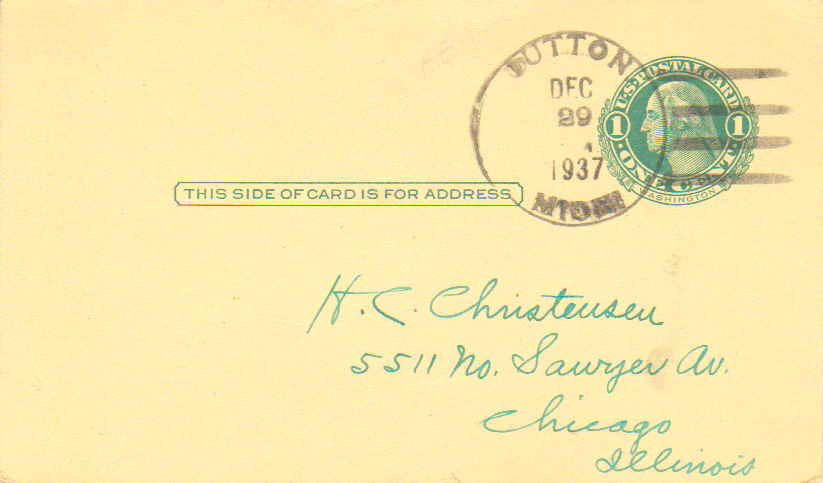 DUTTON
DEC
29
1937
MICH
U.S. POSTAL CARD
1 1
ONE CENT
WASHINGTON
THIS SIDE OF CARD IS FOR ADDRESS
H. C. Christensen
5511 No. Sawyer Av.
Chicago
Illinois